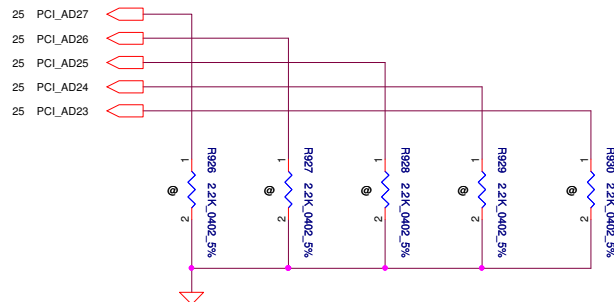 25 PCI_AD27
25 PCI_AD26
25 PCI_AD25
25 PCI_AD24
25 PCI_AD23
1
R926 2.2K_0402_5%
@
2
1
R927 2.2K_0402_5%
@
2
1
R928 2.2K_0402_5%
@
2
1
R929 2.2K_0402_5%
@
2
1
R930 2.2K_0402_5%
@
2